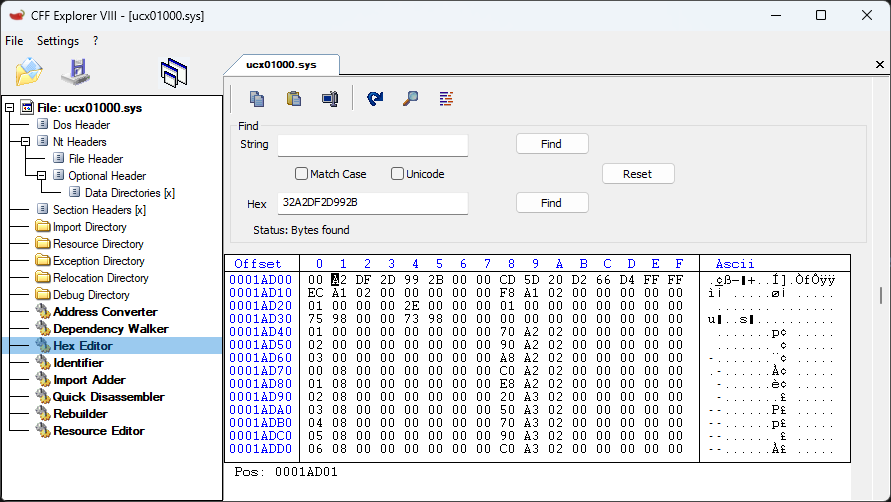 CFF Explorer VIII - [ucx01000.sys]
File Settings ?
ucx01000.sys
File: ucx01000.sys
Dos Header
Nt Headers
File Header
Optional Header
Data Directories [x]
Section Headers [x]
Import Directory
Resource Directory
Exception Directory
Relocation Directory
Debug Directory
Address Converter
Dependency Walker
Hex Editor
Identifier
Import Adder
Quick Disassembler
Rebuilder
Resource Editor
Find
String Find
Match Case Unicode Reset
Hex 32A2DF2D992B Find
Status: Bytes found
Offset 0 1 2 3 4 5 6 7 8 9 A B C D E F Ascii
0001AD00 00 A2 DF 2D 99 2B 00 00 CD 5D 20 D2 66 D4 FF FF .¢ß-▮+..Í].ÒfÔÿÿ
0001AD10 EC A1 02 00 00 00 00 00 F8 A1 02 00 00 00 00 00 ì¡......ø¡......
0001AD20 01 00 00 00 2E 00 00 00 01 00 00 00 00 00 00 00
0001AD30 75 98 00 00 73 98 00 00 00 00 00 00 00 00 00 00 u▮..s▮..........
0001AD40 01 00 00 00 00 00 00 00 70 A2 02 00 00 00 00 00 p¢
0001AD50 02 00 00 00 00 00 00 00 90 A2 02 00 00 00 00 00 ¢
0001AD60 03 00 00 00 00 00 00 00 A8 A2 02 00 00 00 00 00 ¨¢
0001AD70 00 08 00 00 00 00 00 00 C0 A2 02 00 00 00 00 00 À¢
0001AD80 01 08 00 00 00 00 00 00 E8 A2 02 00 00 00 00 00 è¢
0001AD90 02 08 00 00 00 00 00 00 20 A3 02 00 00 00 00 00 £
0001ADA0 03 08 00 00 00 00 00 00 50 A3 02 00 00 00 00 00 P£
0001ADB0 04 08 00 00 00 00 00 00 70 A3 02 00 00 00 00 00 p£
0001ADC0 05 08 00 00 00 00 00 00 90 A3 02 00 00 00 00 00 £
0001ADD0 06 08 00 00 00 00 00 00 C0 A3 02 00 00 00 00 00 À£
Pos: 0001AD01